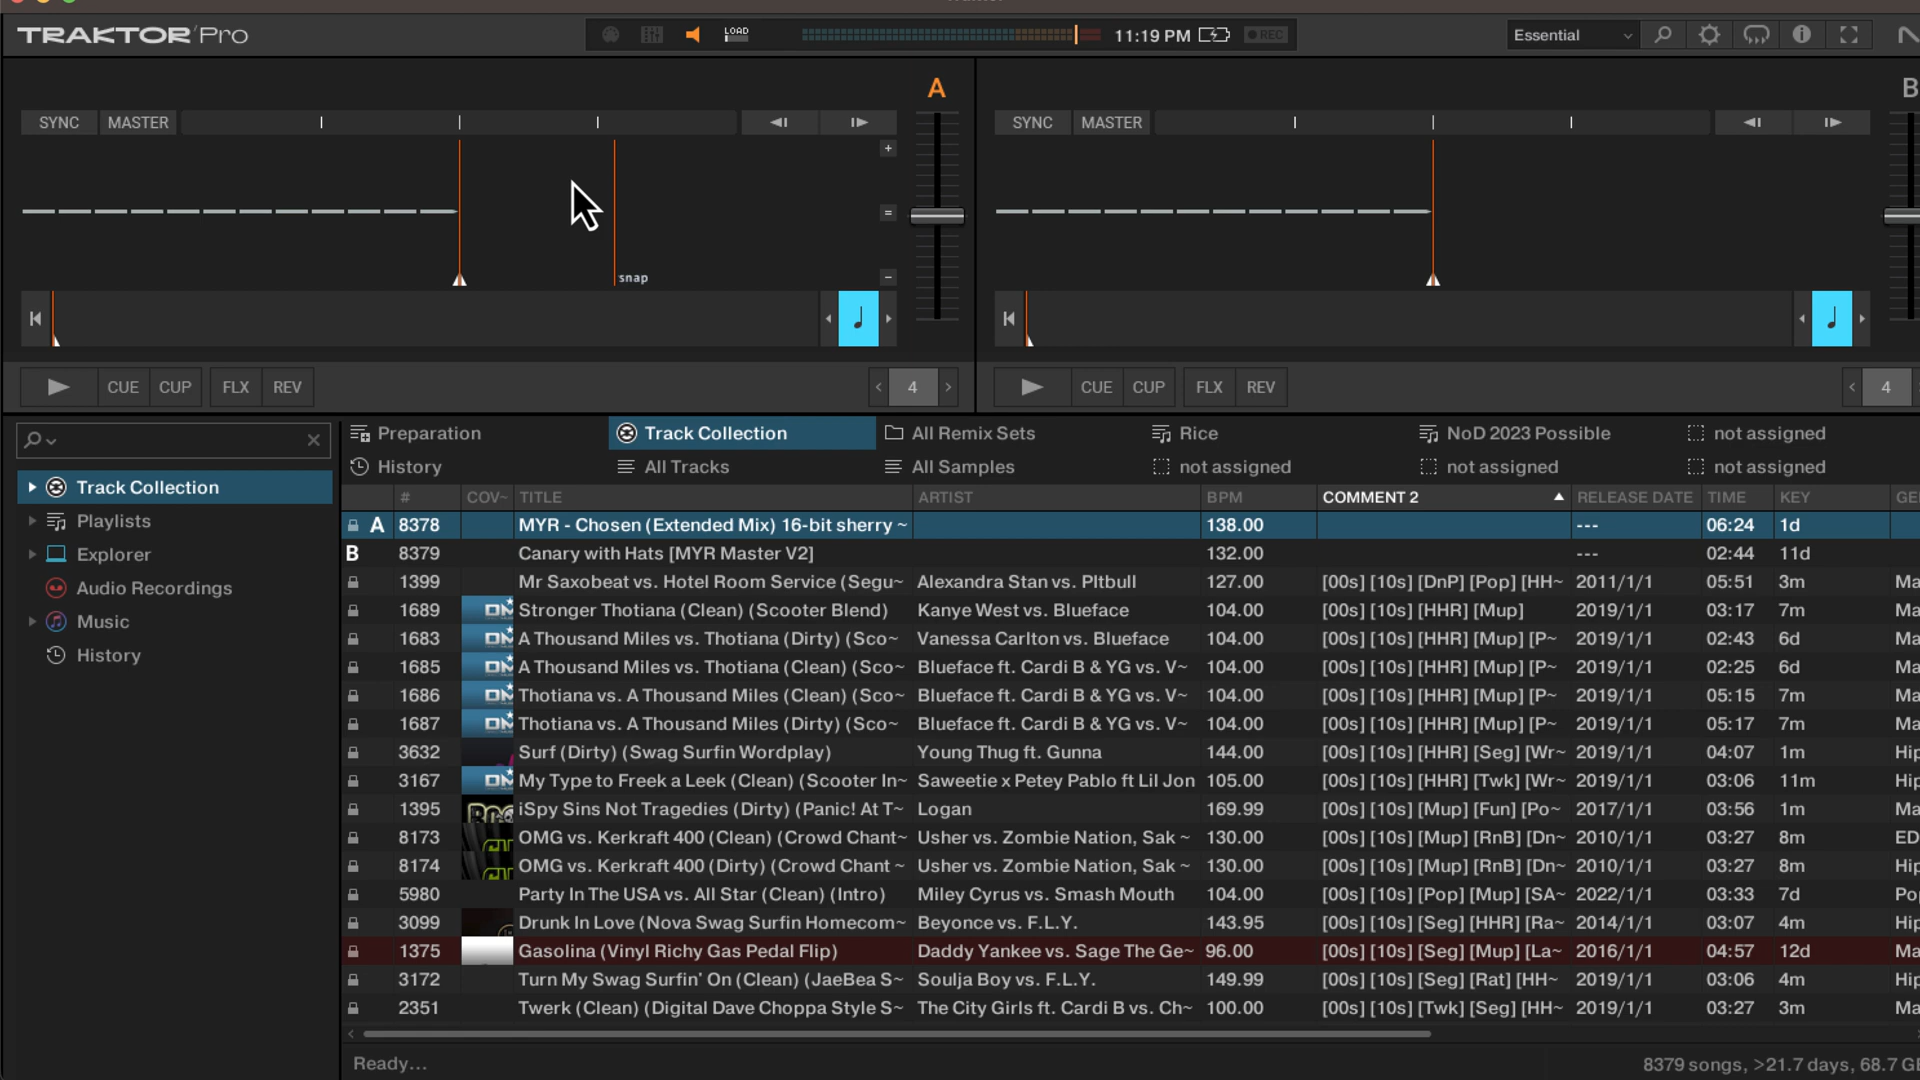 TRAKTOR Pro
LOAD
11:19 PM
REC
Essential
A
B
SYNC MASTER
SYNC MASTER
+
=
snap
−
CUE CUP FLX REV
< 4 >
CUE CUP FLX REV
< 4
Preparation Track Collection All Remix Sets Rice NoD 2023 Possible not assigned
History All Tracks All Samples not assigned not assigned not assigned
Track Collection
Playlists
Explorer
Audio Recordings
Music
History
# COV~ TITLE ARTIST BPM COMMENT 2 RELEASE DATE TIME KEY GE
A 8378 MYR - Chosen (Extended Mix) 16-bit sherry ~ 138.00 --- 06:24 1d
B 8379 Canary with Hats [MYR Master V2] 132.00 --- 02:44 11d
1399 Mr Saxobeat vs. Hotel Room Service (Segu~ Alexandra Stan vs. PItbull 127.00 [00s] [10s] [DnP] [Pop] [HH~ 2011/1/1 05:51 3m Ma
1689 Stronger Thotiana (Clean) (Scooter Blend) Kanye West vs. Blueface 104.00 [00s] [10s] [HHR] [Mup] 2019/1/1 03:17 7m Ma
1683 A Thousand Miles vs. Thotiana (Dirty) (Sco~ Vanessa Carlton vs. Blueface 104.00 [00s] [10s] [HHR] [Mup] [P~ 2019/1/1 02:43 6d Ma
1685 A Thousand Miles vs. Thotiana (Clean) (Sco~ Blueface ft. Cardi B & YG vs. V~ 104.00 [00s] [10s] [HHR] [Mup] [P~ 2019/1/1 02:25 6d Ma
1686 Thotiana vs. A Thousand Miles (Clean) (Sco~ Blueface ft. Cardi B & YG vs. V~ 104.00 [00s] [10s] [HHR] [Mup] [P~ 2019/1/1 05:15 7m Ma
1687 Thotiana vs. A Thousand Miles (Dirty) (Sco~ Blueface ft. Cardi B & YG vs. V~ 104.00 [00s] [10s] [HHR] [Mup] [P~ 2019/1/1 05:17 7m Ma
3632 Surf (Dirty) (Swag Surfin Wordplay) Young Thug ft. Gunna 144.00 [00s] [10s] [HHR] [Seg] [Wr~ 2019/1/1 04:07 1m Hip
3167 My Type to Freek a Leek (Clean) (Scooter In~ Saweetie x Petey Pablo ft Lil Jon 105.00 [00s] [10s] [HHR] [Twk] [Wr~ 2019/1/1 03:06 11m Hip
1395 iSpy Sins Not Tragedies (Dirty) (Panic! At T~ Logan 169.99 [00s] [10s] [Mup] [Fun] [Po~ 2017/1/1 03:56 1m Ma
8173 OMG vs. Kerkraft 400 (Clean) (Crowd Chant~ Usher vs. Zombie Nation, Sak ~ 130.00 [00s] [10s] [Mup] [RnB] [Dn~ 2010/1/1 03:27 8m ED
8174 OMG vs. Kerkraft 400 (Dirty) (Crowd Chant ~ Usher vs. Zombie Nation, Sak ~ 130.00 [00s] [10s] [Mup] [RnB] [Dn~ 2010/1/1 03:27 8m Hip
5980 Party In The USA vs. All Star (Clean) (Intro) Miley Cyrus vs. Smash Mouth 104.00 [00s] [10s] [Pop] [Mup] [SA~ 2022/1/1 03:33 7d Po
3099 Drunk In Love (Nova Swag Surfin Homecom~ Beyonce vs. F.L.Y. 143.95 [00s] [10s] [Seg] [HHR] [Ra~ 2014/1/1 03:07 4m Hip
1375 Gasolina (Vinyl Richy Gas Pedal Flip) Daddy Yankee vs. Sage The Ge~ 96.00 [00s] [10s] [Seg] [Mup] [La~ 2016/1/1 04:57 12d Ma
3172 Turn My Swag Surfin' On (Clean) (JaeBea S~ Soulja Boy vs. F.L.Y. 149.99 [00s] [10s] [Seg] [Rat] [HH~ 2019/1/1 03:06 4m Hip
2351 Twerk (Clean) (Digital Dave Choppa Style S~ The City Girls ft. Cardi B vs. Ch~ 100.00 [00s] [10s] [Twk] [Seg] [HH~ 2019/1/1 03:27 3m Ma
Ready...
8379 songs, >21.7 days, 68.7 G